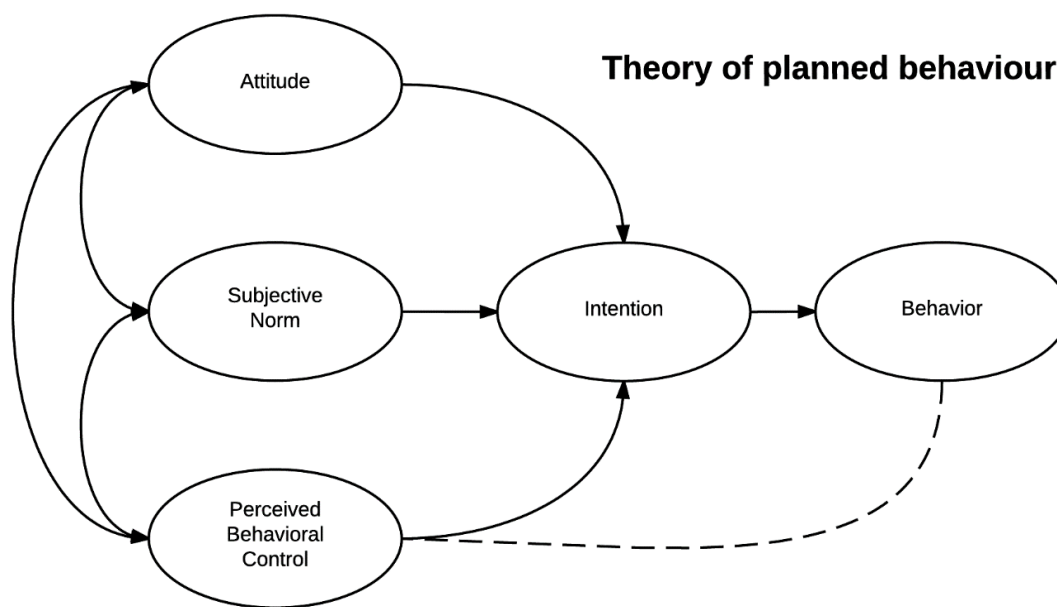 Theory of planned behaviour
Attitude
Subjective
Norm
Intention
Behavior
Perceived
Behavioral
Control